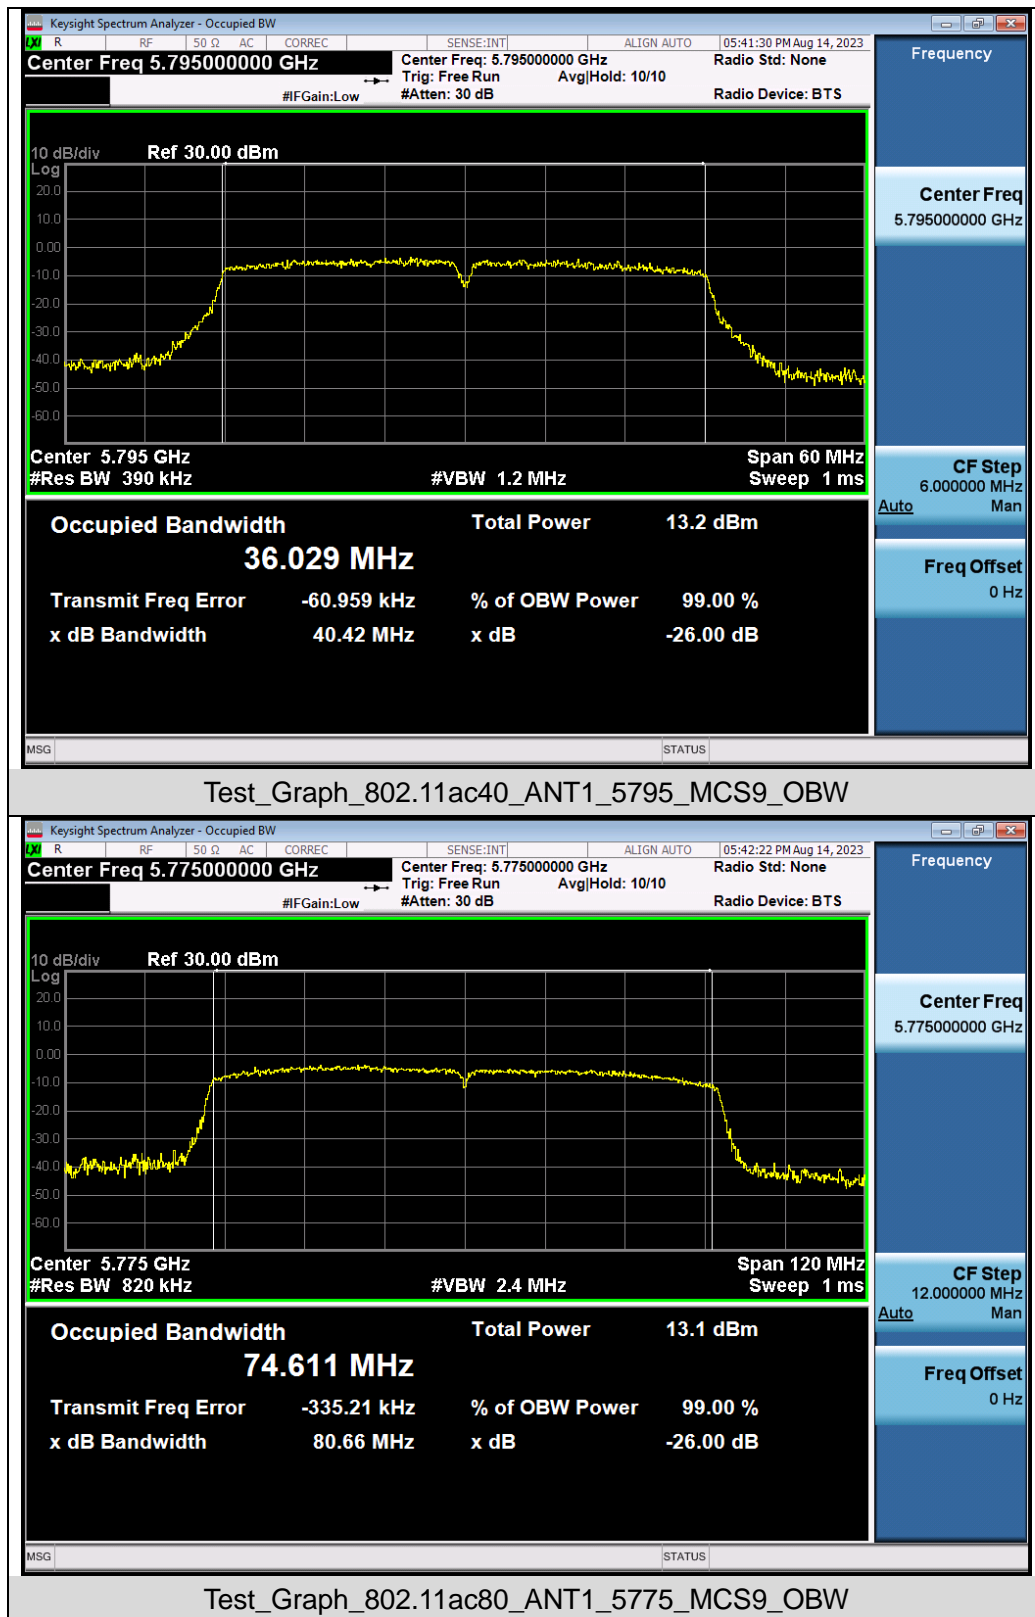 Keysight Spectrum Analyzer - Occupied BW
LXI R RF 50 Ω AC CORREC SENSE:INT ALIGN AUTO 05:41:30 PM Aug 14, 2023
Center Freq 5.795000000 GHz
Center Freq: 5.795000000 GHz
Radio Std: None
Trig: Free Run Avg|Hold: 10/10
#IFGain:Low
#Atten: 30 dB
Radio Device: BTS
10 dB/div Ref 30.00 dBm
Log
20.0
10.0
0.00
-10.0
-20.0
-30.0
-40.0
-50.0
-60.0
Center 5.795 GHz Span 60 MHz
#Res BW 390 kHz #VBW 1.2 MHz Sweep 1 ms
Occupied Bandwidth Total Power 13.2 dBm
36.029 MHz
Transmit Freq Error -60.959 kHz % of OBW Power 99.00 %
x dB Bandwidth 40.42 MHz x dB -26.00 dB
MSG STATUS
Frequency
Center Freq
5.795000000 GHz
CF Step
6.000000 MHz
Auto Man
Freq Offset
0 Hz
Test_Graph_802.11ac40_ANT1_5795_MCS9_OBW
Keysight Spectrum Analyzer - Occupied BW
LXI R RF 50 Ω AC CORREC SENSE:INT ALIGN AUTO 05:42:22 PM Aug 14, 2023
Center Freq 5.775000000 GHz
Center Freq: 5.775000000 GHz
Radio Std: None
Trig: Free Run Avg|Hold: 10/10
#IFGain:Low
#Atten: 30 dB
Radio Device: BTS
10 dB/div Ref 30.00 dBm
Log
20.0
10.0
0.00
-10.0
-20.0
-30.0
-40.0
-50.0
-60.0
Center 5.775 GHz Span 120 MHz
#Res BW 820 kHz #VBW 2.4 MHz Sweep 1 ms
Occupied Bandwidth Total Power 13.1 dBm
74.611 MHz
Transmit Freq Error -335.21 kHz % of OBW Power 99.00 %
x dB Bandwidth 80.66 MHz x dB -26.00 dB
MSG STATUS
Frequency
Center Freq
5.775000000 GHz
CF Step
12.000000 MHz
Auto Man
Freq Offset
0 Hz
Test_Graph_802.11ac80_ANT1_5775_MCS9_OBW